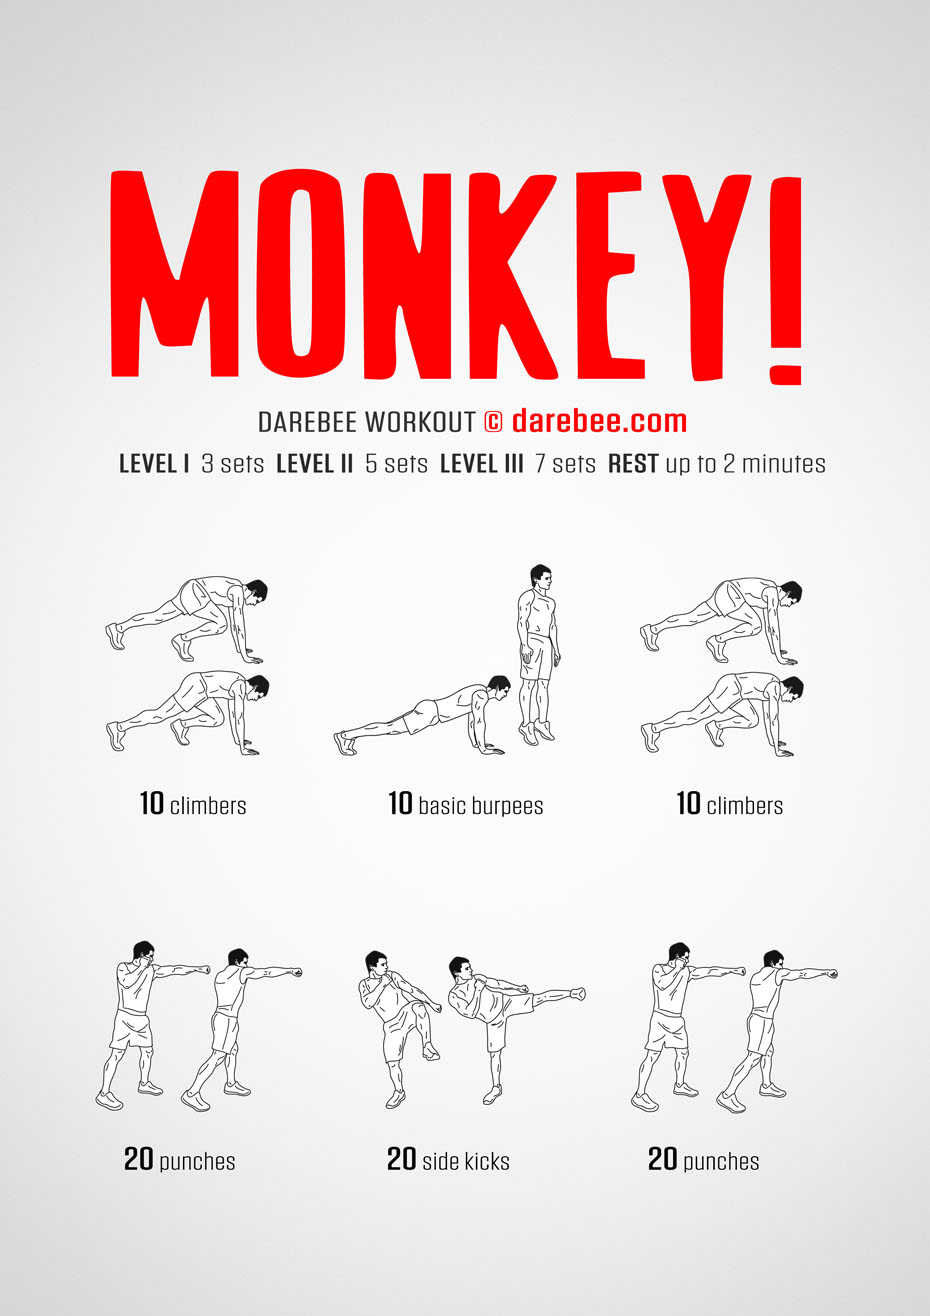 MONKEY!
DAREBEE WORKOUT © darebee.com
LEVEL I 3 sets LEVEL II 5 sets LEVEL III 7 sets REST up to 2 minutes
10 climbers
10 basic burpees
10 climbers
20 punches
20 side kicks
20 punches